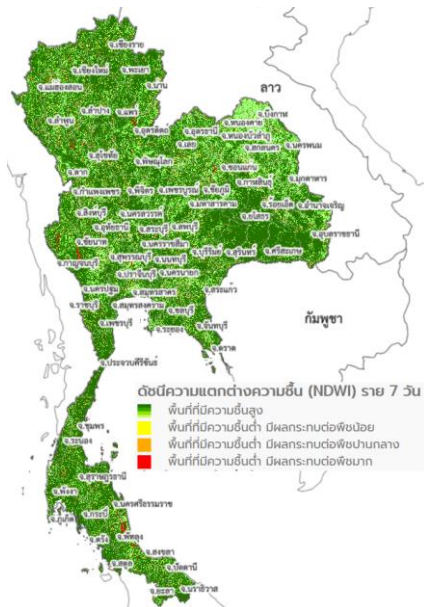 จ.เชียงราย
จ.เชียงใหม่
จ.พะเยา
จ.แม่ฮ่องสอน
จ.น่าน
จ.ลำปาง
จ.แพร่
จ.ลำพูน
จ.อุตรดิตถ์
ลาว
จ.บึงกาฬ
จ.หนองคาย
จ.อุดรธานี
จ.หนองบัวลำภู
จ.เลย
จ.สกลนคร
จ.นครพนม
จ.สุโขทัย
จ.พิษณุโลก
จ.ขอนแก่น
จ.ตาก
จ.กาฬสินธุ์
จ.มุกดาหาร
จ.กำแพงเพชร
จ.พิจิตร
จ.เพชรบูรณ์
จ.ชัยภูมิ
จ.มหาสารคาม
จ.ร้อยเอ็ด
จ.อำนาจเจริญ
จ.สิงหบุรี
จ.นครสวรรค์
จ.ยโสธร
จ.อุทัยธานี
จ.สระบุรี
จ.ลพบุรี
จ.อุบลราชธานี
จ.ชัยนาท
จ.นครราชสีมา
จ.บุรีรัมย์
จ.สุรินทร์
จ.ศรีสะเกษ
จ.กาญจนบุรี
จ.สุพรรณบุรี
จ.นนทบุรี
จ.ปราจีนบุรี
จ.นครนายก
จ.นครปฐม
จ.สมุทรสาคร
จ.สระแก้ว
จ.ราชบุรี
จ.สมุทรสงคราม
จ.ชลบุรี
จ.เพชรบุรี
จ.ระยอง
จ.จันทบุรี
กัมพูชา
จ.ตราด
จ.ประจวบคีรีขันธ์
ดัชนีความแตกต่างความชื้น (NDWI) ราย 7 วัน
พื้นที่ที่มีความชื้นสูง
พื้นที่ที่มีความชื้นต่ำ มีผลกระทบต่อพืชน้อย
พื้นที่ที่มีความชื้นต่ำ มีผลกระทบต่อพืชปานกลาง
พื้นที่ที่มีความชื้นต่ำ มีผลกระทบต่อพืชมาก
จ.ชุมพร
จ.ระนอง
จ.สุราษฎร์ธานี
จ.พังงา
จ.นครศรีธรรมราช
จ.ภูเก็ต
จ.กระบี่
จ.ตรัง
จ.พัทลุง
จ.สงขลา
จ.สตูล
จ.ปัตตานี
จ.ยะลา
จ.นราธิวาส